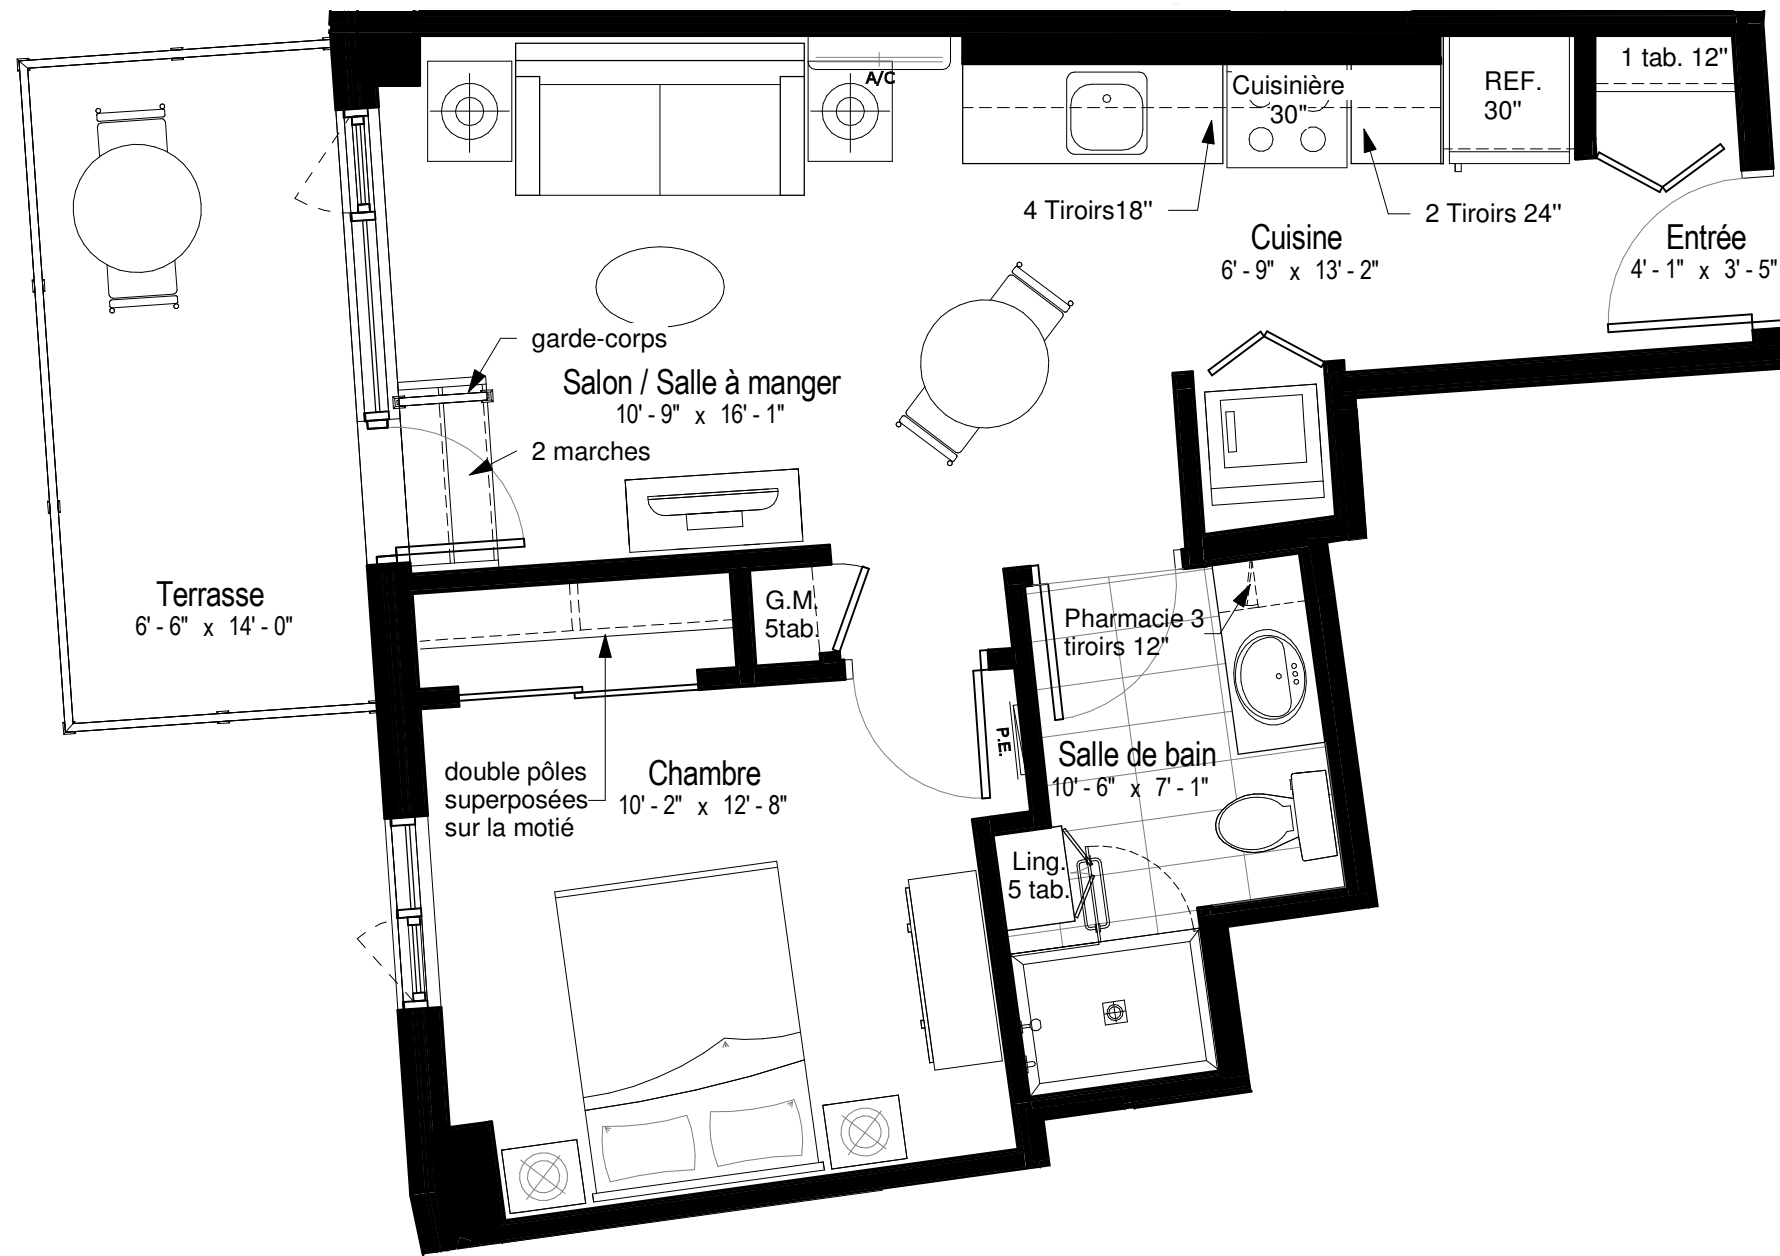 1 tab. 12"
A/C
Cuisinière
30"
REF.
30"
4 Tiroirs18"
2 Tiroirs 24"
Cuisine
6' - 9" x 13' - 2"
Entrée
4' - 1" x 3' - 5"
garde-corps
Salon / Salle à manger
10' - 9" x 16' - 1"
2 marches
Terrasse
6' - 6" x 14' - 0"
G.M.
5tab.
Pharmacie 3
tiroirs 12"
P.E.
Salle de bain
10' - 6" x 7' - 1"
double pôles
superposées
sur la motié
Chambre
10' - 2" x 12' - 8"
Ling.
5 tab.